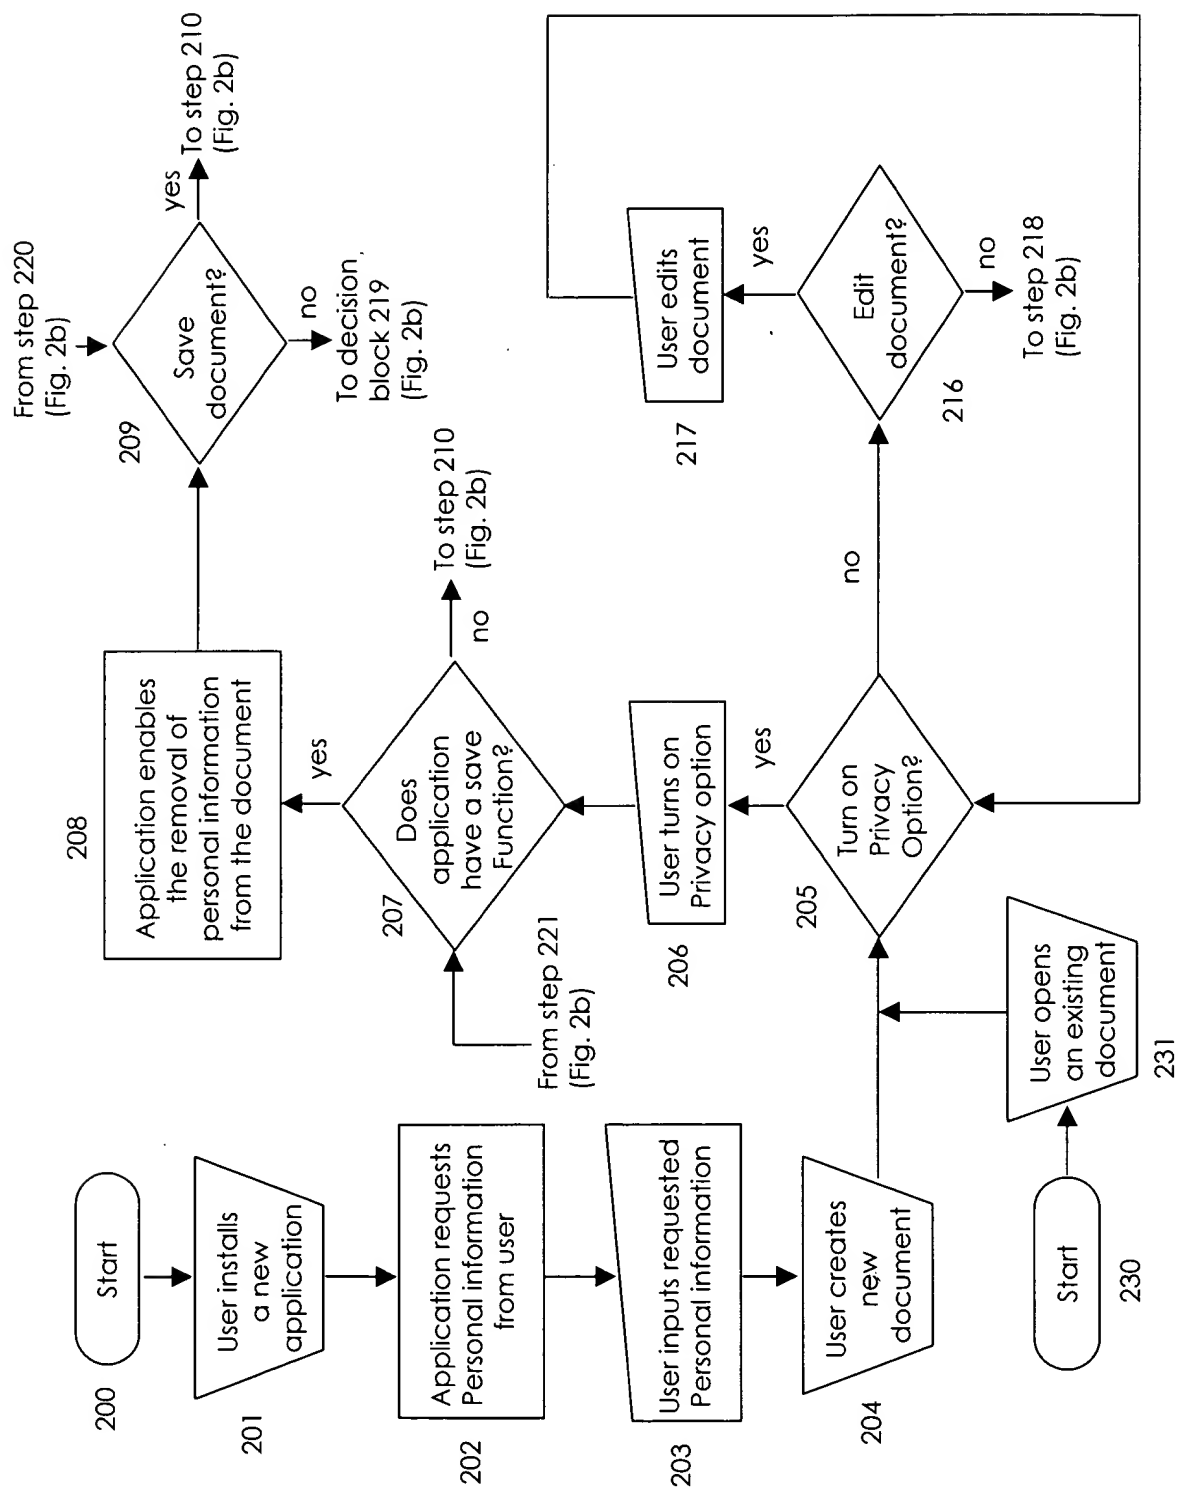 200
Start
201
User installs
a new
application
202
Application requests
Personal information
from user
203
User inputs requested
Personal information
204
User creates
new
document
230
Start
231
User opens
an existing
document
205
Turn on
Privacy
Option?
yes
no
206
User turns on
Privacy option
From step 221
(Fig. 2b)
207
Does
application
have a save
Function?
yes
no
To step 210
(Fig. 2b)
208
Application enables
the removal of
personal information
from the document
From step 220
(Fig. 2b)
209
Save
document?
yes
To step 210
(Fig. 2b)
no
To decision
block 219
(Fig. 2b)
216
Edit
document?
yes
no
To step 218
(Fig. 2b)
217
User edits
document